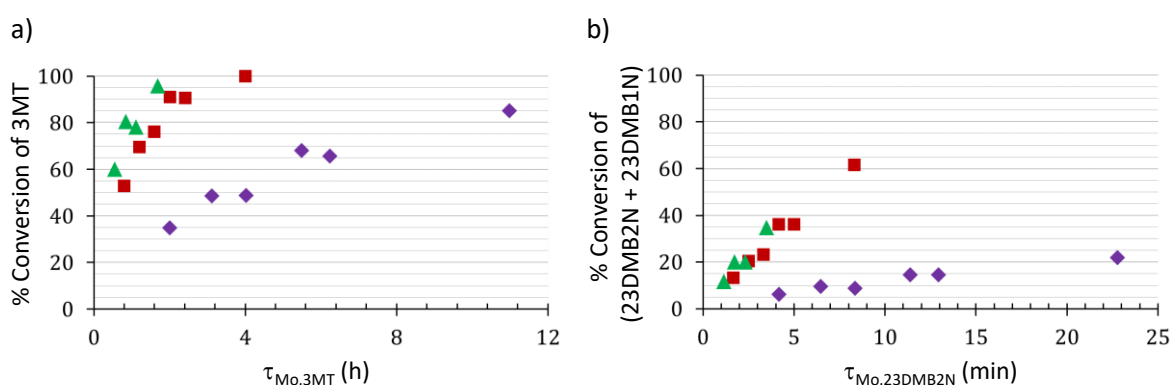 a)
% Conversion of 3MT
100
80
60
40
20
0
0 4 8 12
τMo.3MT (h)
b)
% Conversion of
(23DMB2N + 23DMB1N)
100
80
60
40
20
0
0 5 10 15 20 25
τMo.23DMB2N (min)